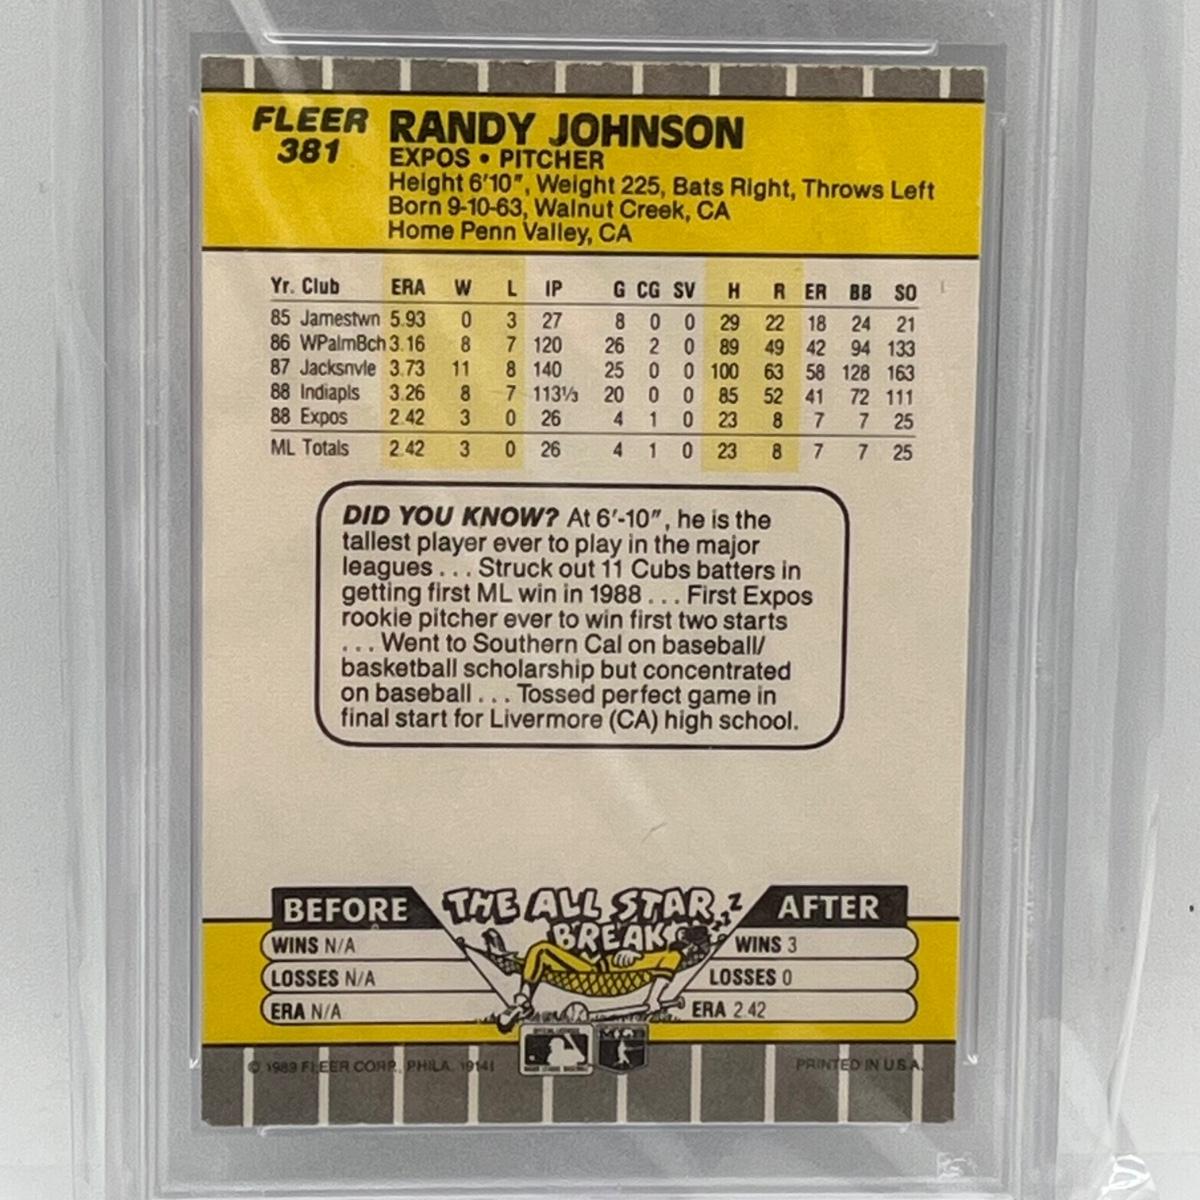 FLEER
381
RANDY JOHNSON
EXPOS • PITCHER
Height 6'10", Weight 225, Bats Right, Throws Left
Born 9-10-63, Walnut Creek, CA
Home Penn Valley, CA
Yr. Club ERA W L IP G CG SV H R ER BB SO
85 Jamestwn 5.93 0 3 27 8 0 0 29 22 18 24 21
86 WPalmBch 3.16 8 7 120 26 2 0 89 49 42 94 133
87 Jacksnvle 3.73 11 8 140 25 0 0 100 63 58 128 163
88 Indiapls 3.26 8 7 113⅓ 20 0 0 85 52 41 72 111
88 Expos 2.42 3 0 26 4 1 0 23 8 7 7 25
ML Totals 2.42 3 0 26 4 1 0 23 8 7 7 25
DID YOU KNOW? At 6'-10", he is the
tallest player ever to play in the major
leagues . . . Struck out 11 Cubs batters in
getting first ML win in 1988 . . . First Expos
rookie pitcher ever to win first two starts
. . . Went to Southern Cal on baseball/
basketball scholarship but concentrated
on baseball . . . Tossed perfect game in
final start for Livermore (CA) high school.
BEFORE
THE ALL STAR
BREAK
ZZZ
AFTER
WINS N/A
LOSSES N/A
ERA N/A
WINS 3
LOSSES 0
ERA 2.42
© 1989 FLEER CORP., PHILA. 19141
PRINTED IN U.S.A.